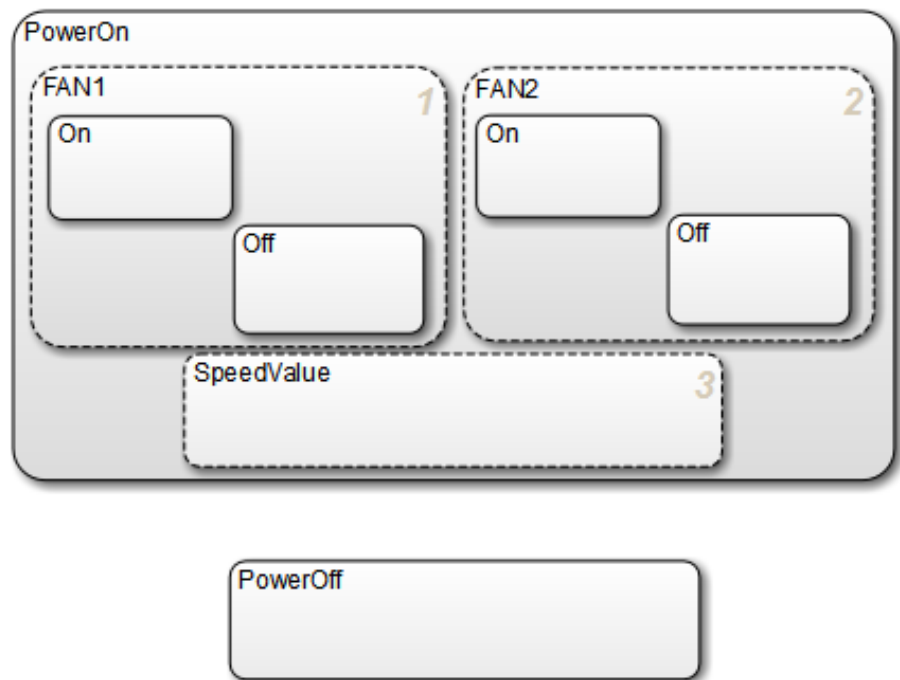 PowerOn
FAN1
1
On
Off
FAN2
2
On
Off
SpeedValue
3
PowerOff